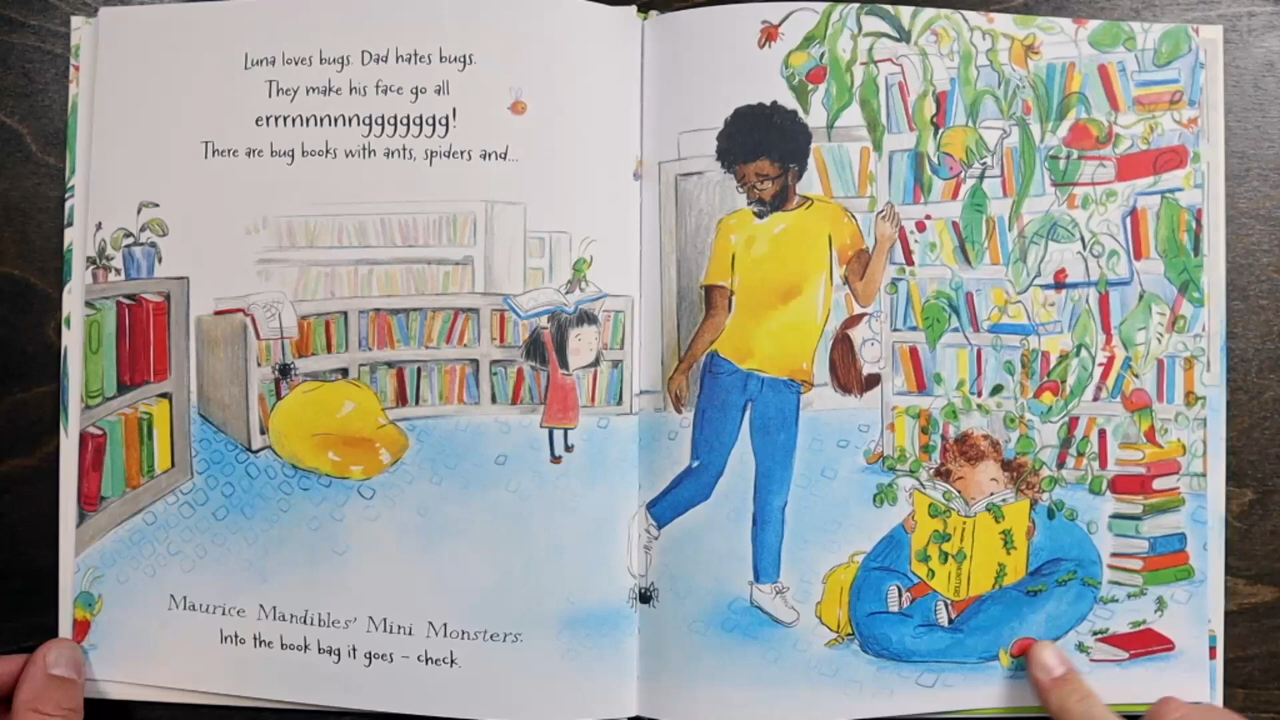 Luna loves bugs. Dad hates bugs.
They make his face go all
errrnnnnnggggggg!
There are bug books with ants, spiders and...
Maurice Mandibles' Mini Monsters.
Into the book bag it goes – check.